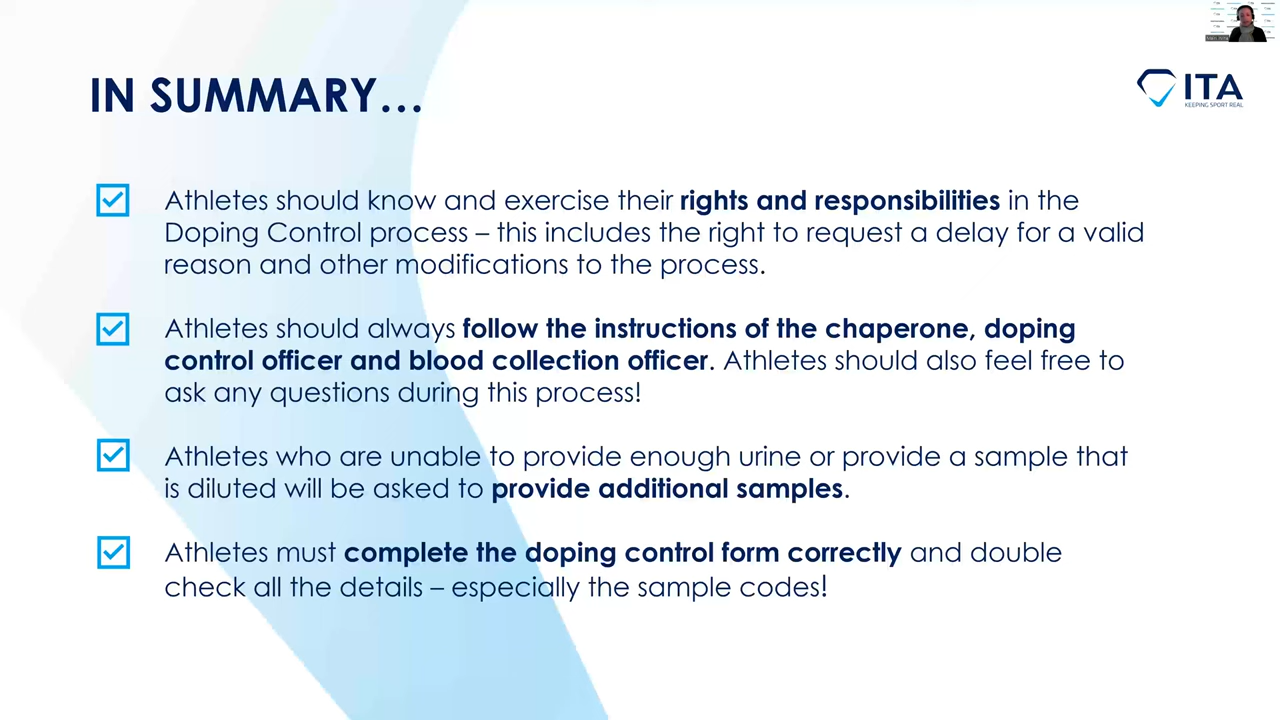 IN SUMMARY...
ITA
KEEPING SPORT REAL
Athletes should know and exercise their rights and responsibilities in the
Doping Control process – this includes the right to request a delay for a valid
reason and other modifications to the process.
Athletes should always follow the instructions of the chaperone, doping
control officer and blood collection officer. Athletes should also feel free to
ask any questions during this process!
Athletes who are unable to provide enough urine or provide a sample that
is diluted will be asked to provide additional samples.
Athletes must complete the doping control form correctly and double
check all the details – especially the sample codes!